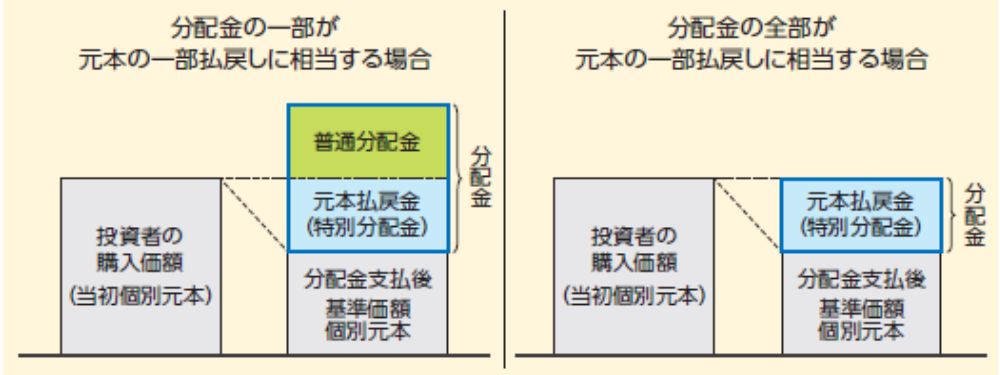 分配金の一部が
元本の一部払戻しに相当する場合
普通分配金
元本払戻金
(特別分配金)
分配金
投資者の
購入価額
(当初個別元本)
分配金支払後
基準価額
個別元本
分配金の全部が
元本の一部払戻しに相当する場合
元本払戻金
(特別分配金)
分配金
投資者の
購入価額
(当初個別元本)
分配金支払後
基準価額
個別元本